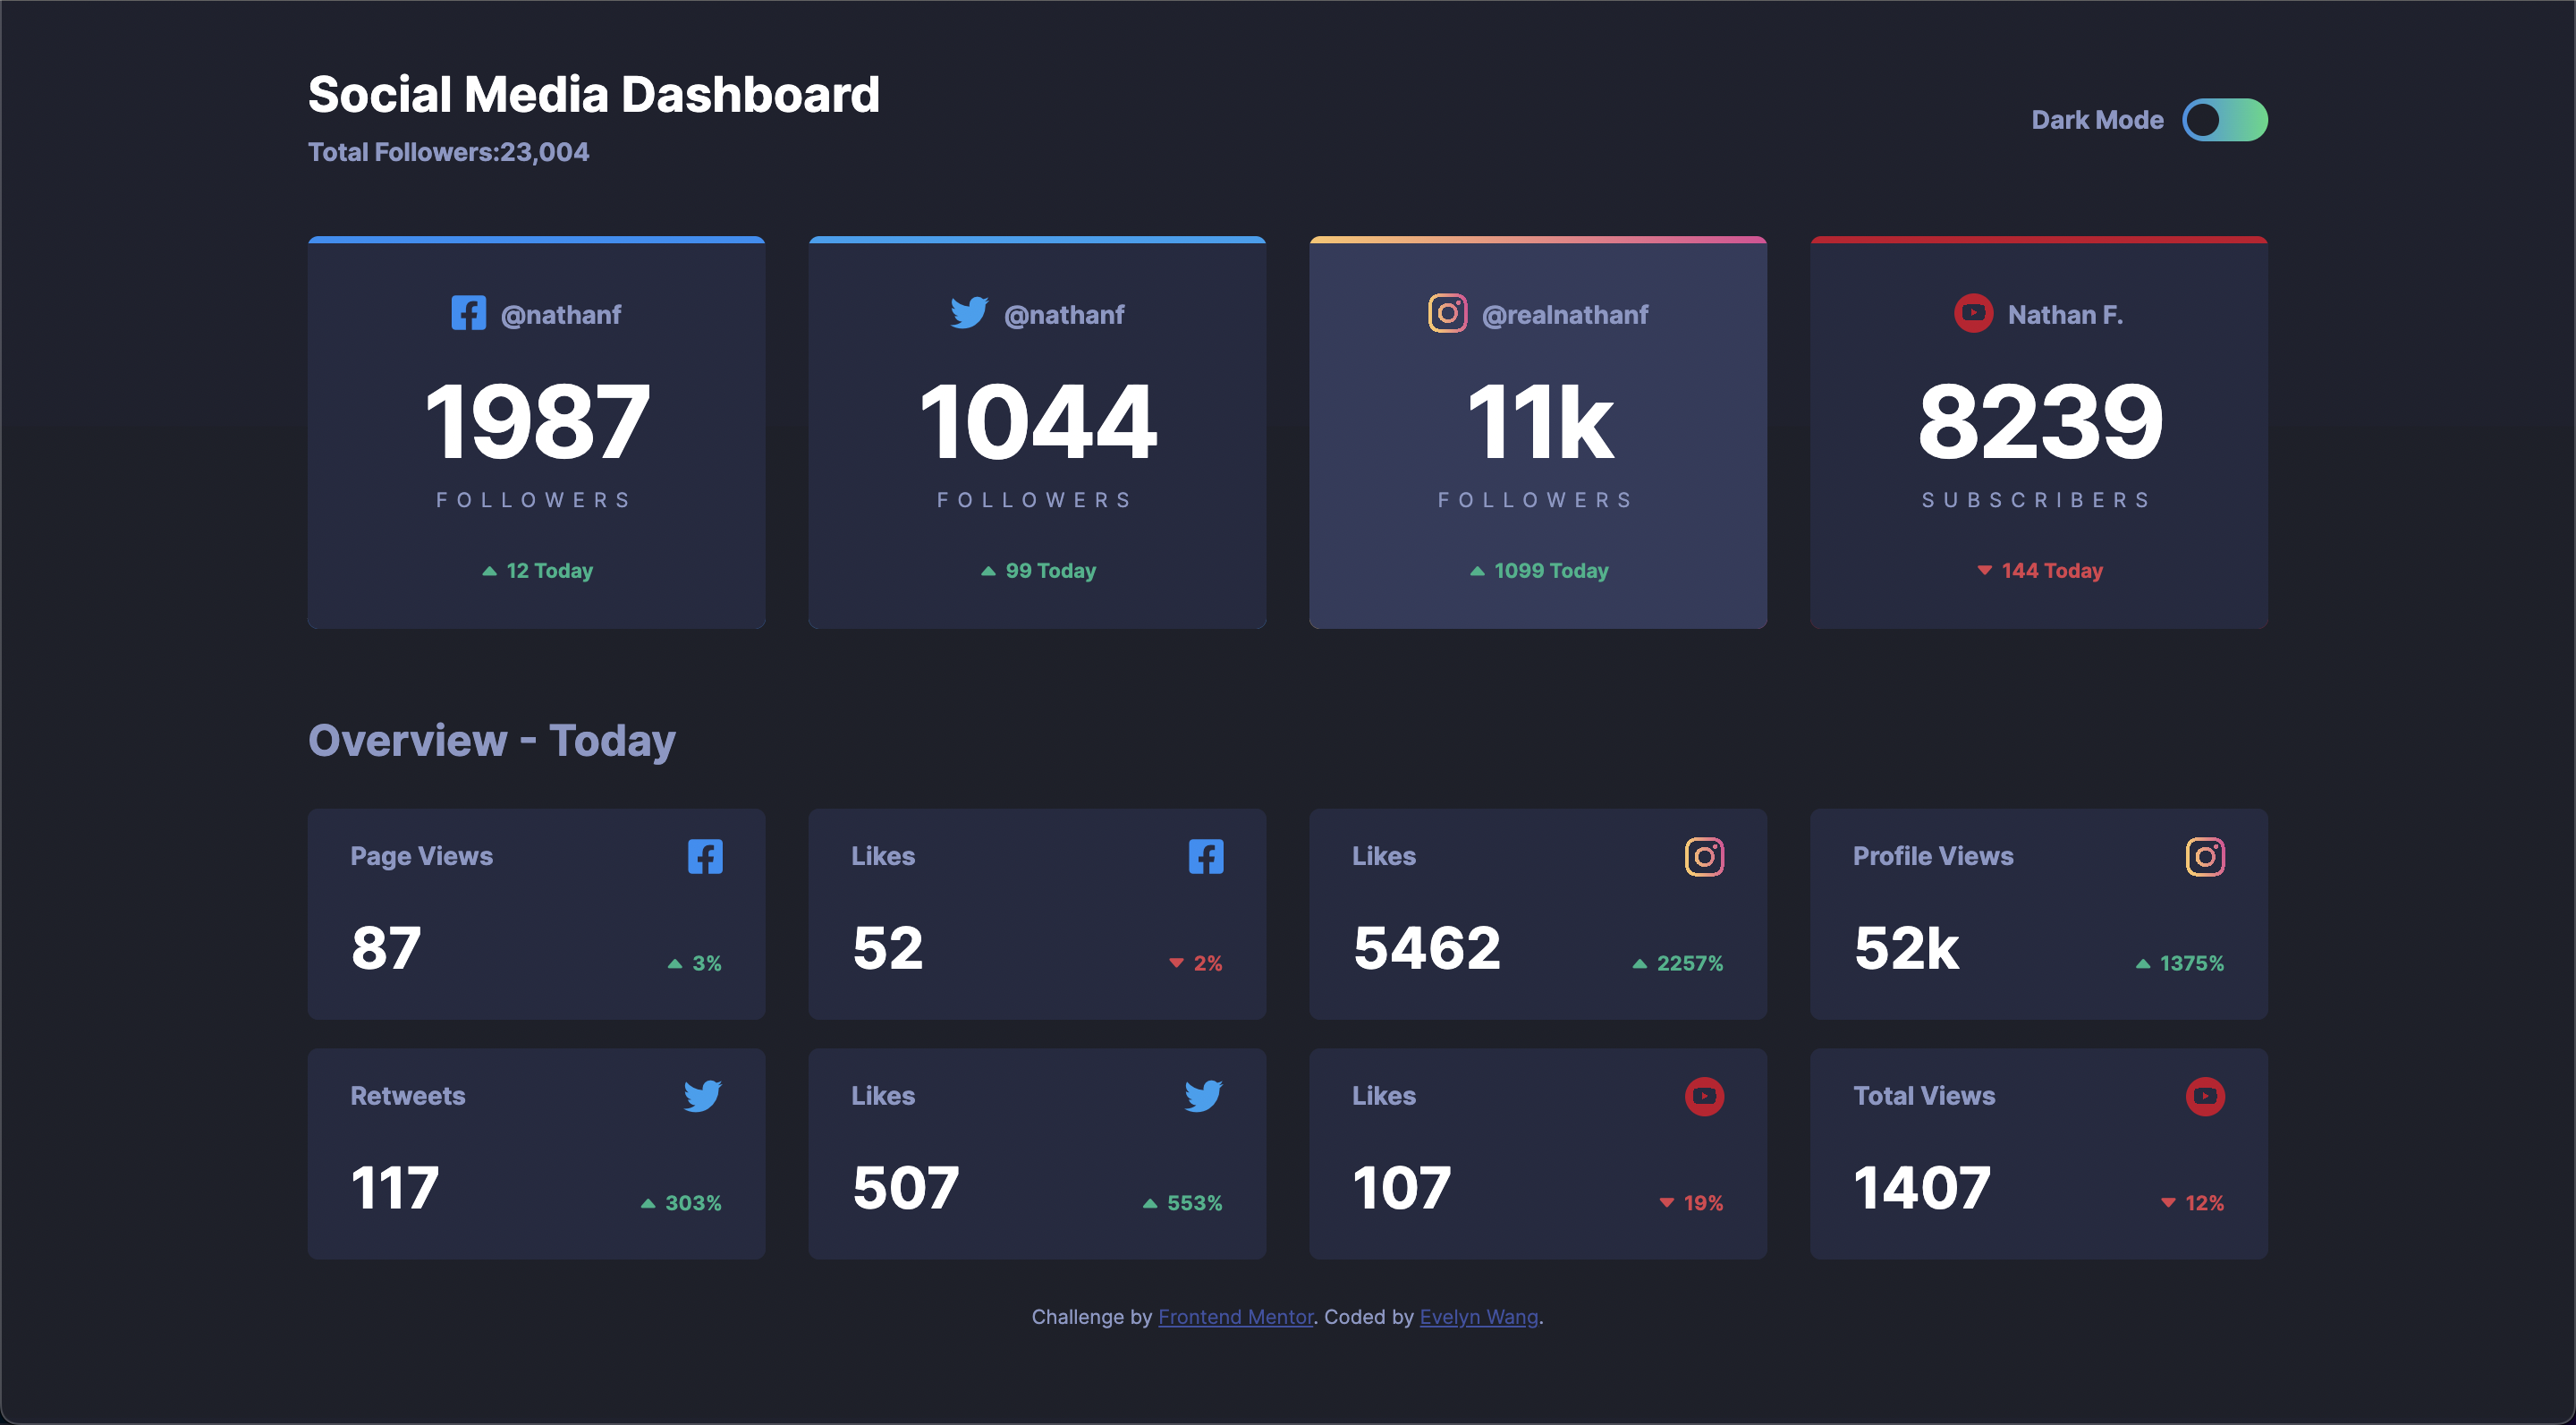 Social Media Dashboard
Total Followers:23,004
Dark Mode
@nathanf
1987
FOLLOWERS
12 Today
@nathanf
1044
FOLLOWERS
99 Today
@realnathanf
11k
FOLLOWERS
1099 Today
Nathan F.
8239
SUBSCRIBERS
144 Today
Overview - Today
Page Views
87
3%
Likes
52
2%
Likes
5462
2257%
Profile Views
52k
1375%
Retweets
117
303%
Likes
507
553%
Likes
107
19%
Total Views
1407
12%
Challenge by Frontend Mentor. Coded by Evelyn Wang.